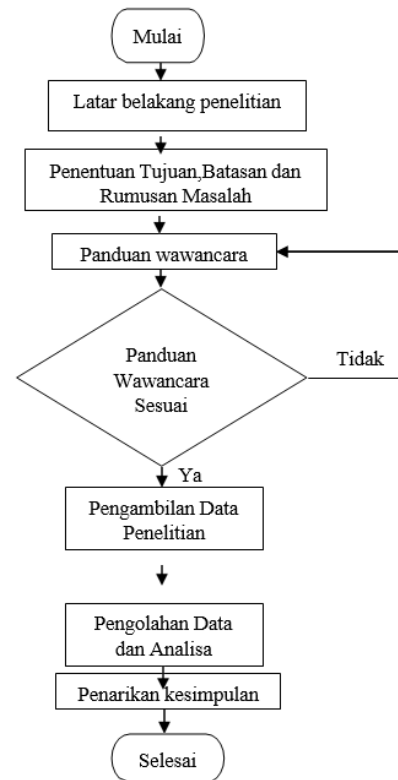 Mulai
Latar belakang penelitian
Penentuan Tujuan,Batasan dan
Rumusan Masalah
Panduan wawancara
Panduan
Wawancara
Sesuai
Tidak
Ya
Pengambilan Data
Penelitian
Pengolahan Data
dan Analisa
Penarikan kesimpulan
Selesai